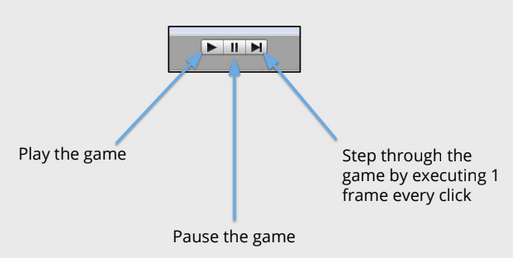 Play the game
Step through the
game by executing 1
frame every click
Pause the game